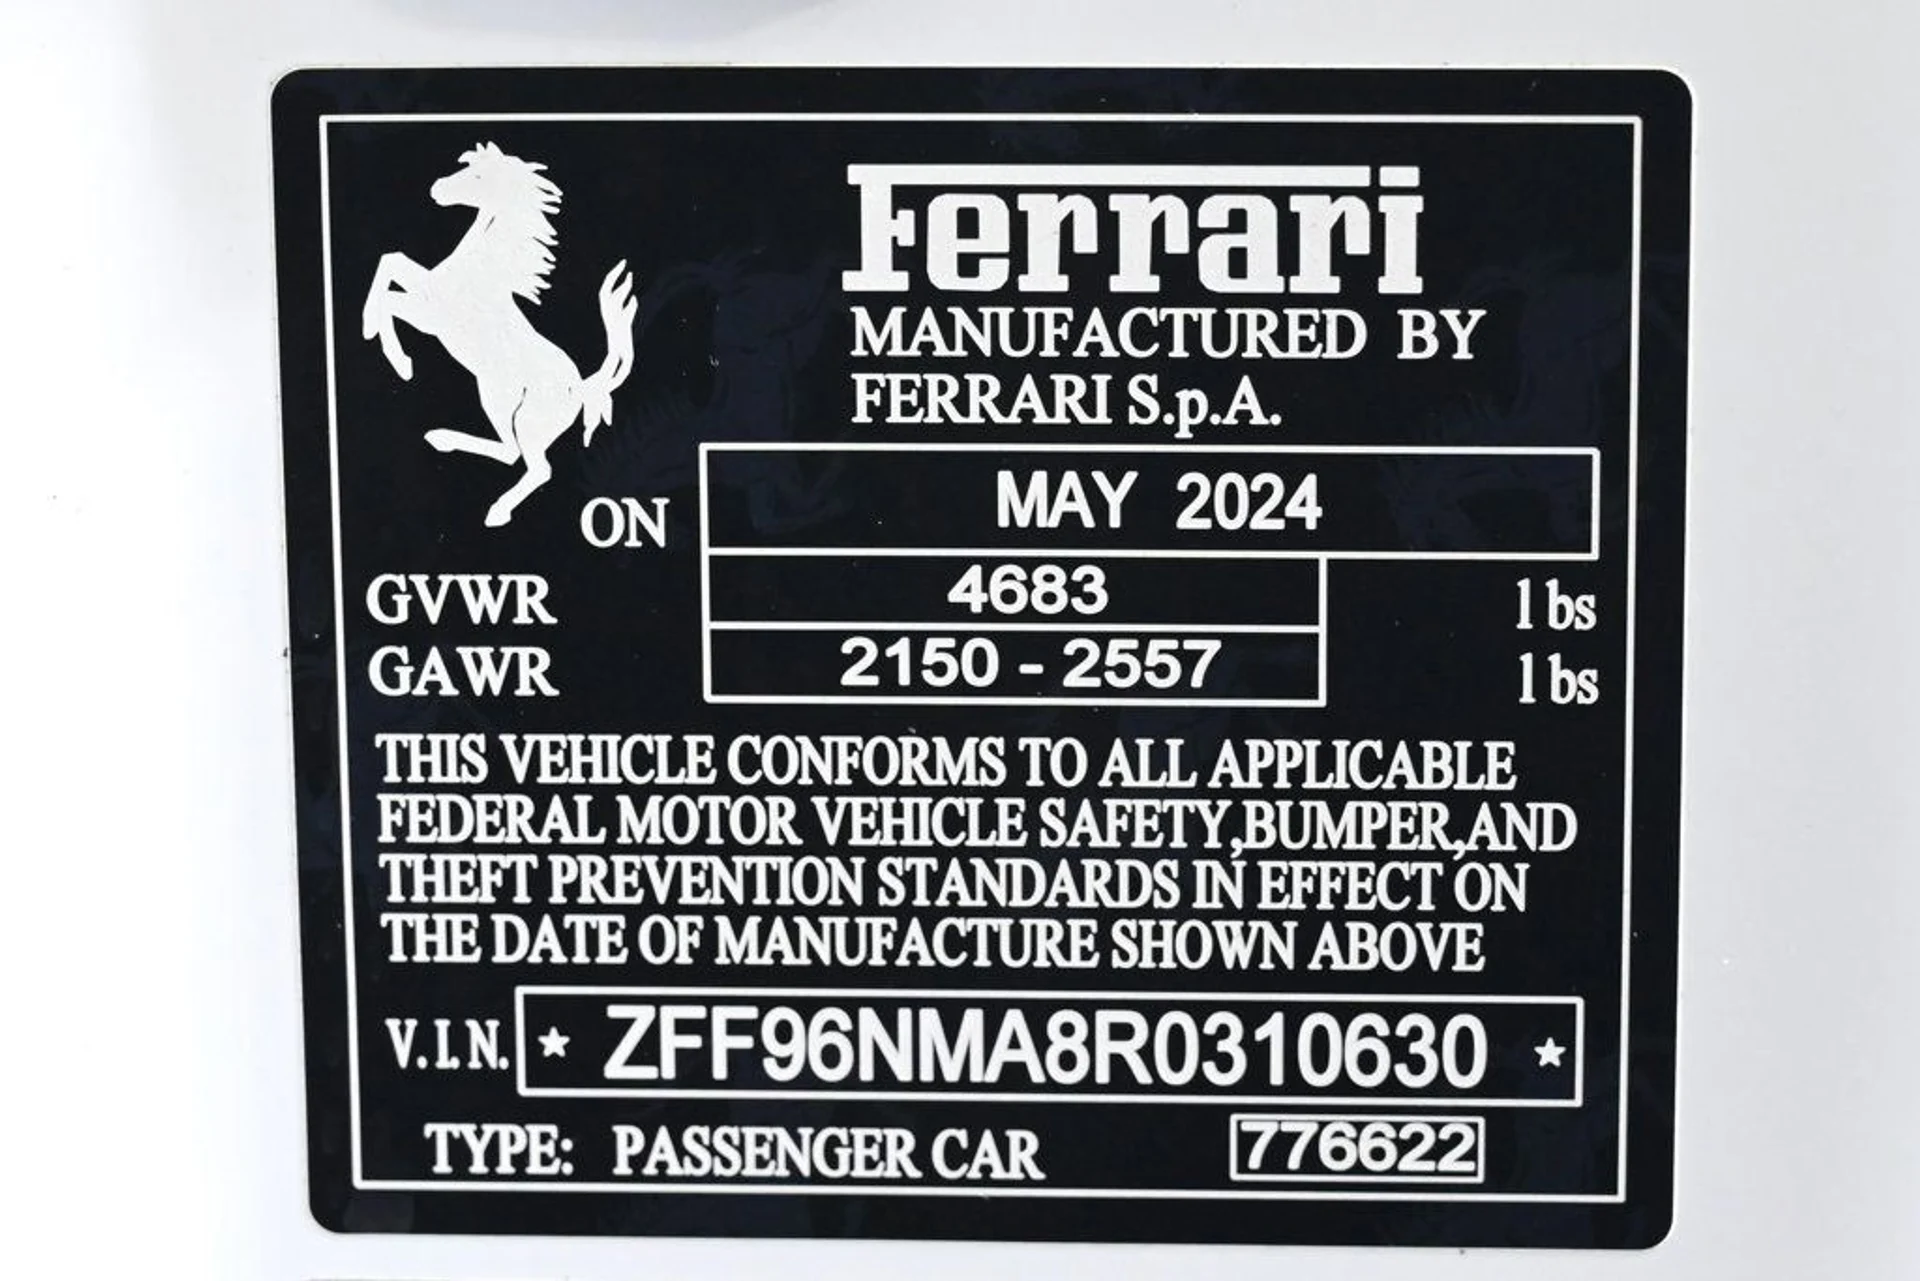 Ferrari
MANUFACTURED BY
FERRARI S.p.A.
ON MAY 2024
GVWR 4683 lbs
GAWR 2150 - 2557 lbs
THIS VEHICLE CONFORMS TO ALL APPLICABLE
FEDERAL MOTOR VEHICLE SAFETY,BUMPER,AND
THEFT PREVENTION STANDARDS IN EFFECT ON
THE DATE OF MANUFACTURE SHOWN ABOVE
V.I.N. ★ ZFF96NMA8R0310630 ★
TYPE: PASSENGER CAR 776622